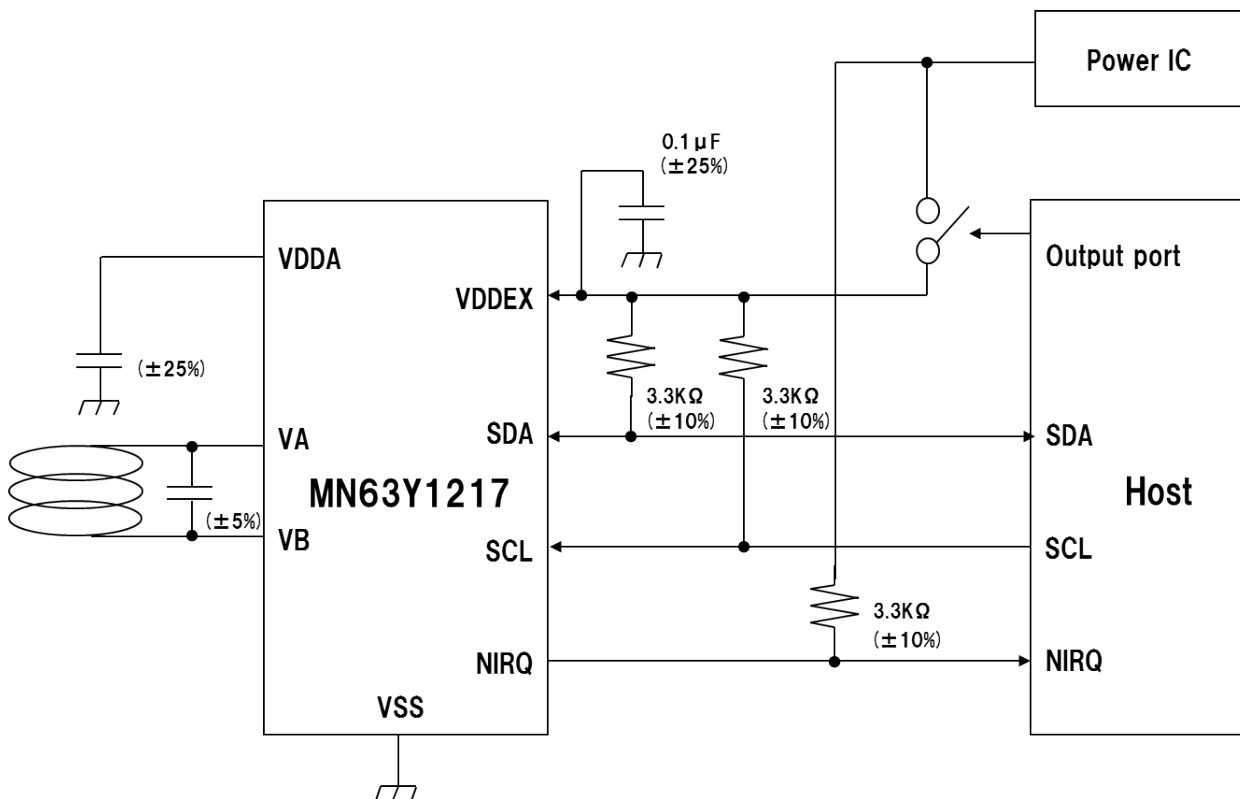 Power IC
0.1μF
(±25%)
VDDA
Output port
VDDEX
(±25%)
3.3KΩ
(±10%)
3.3KΩ
(±10%)
VA
SDA
SDA
MN63Y1217
Host
(±5%)
VB
SCL
SCL
3.3KΩ
(±10%)
NIRQ
NIRQ
VSS